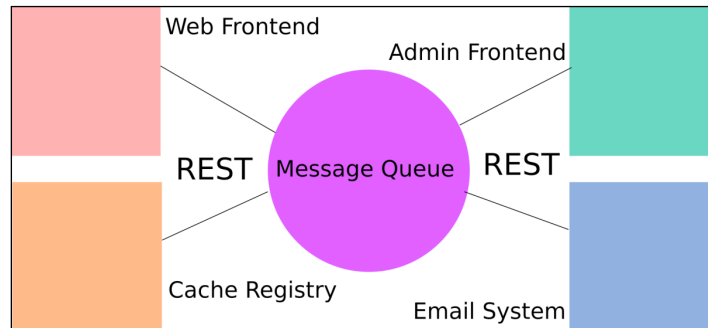 Web Frontend
Admin Frontend
REST
Message Queue
REST
Cache Registry
Email System